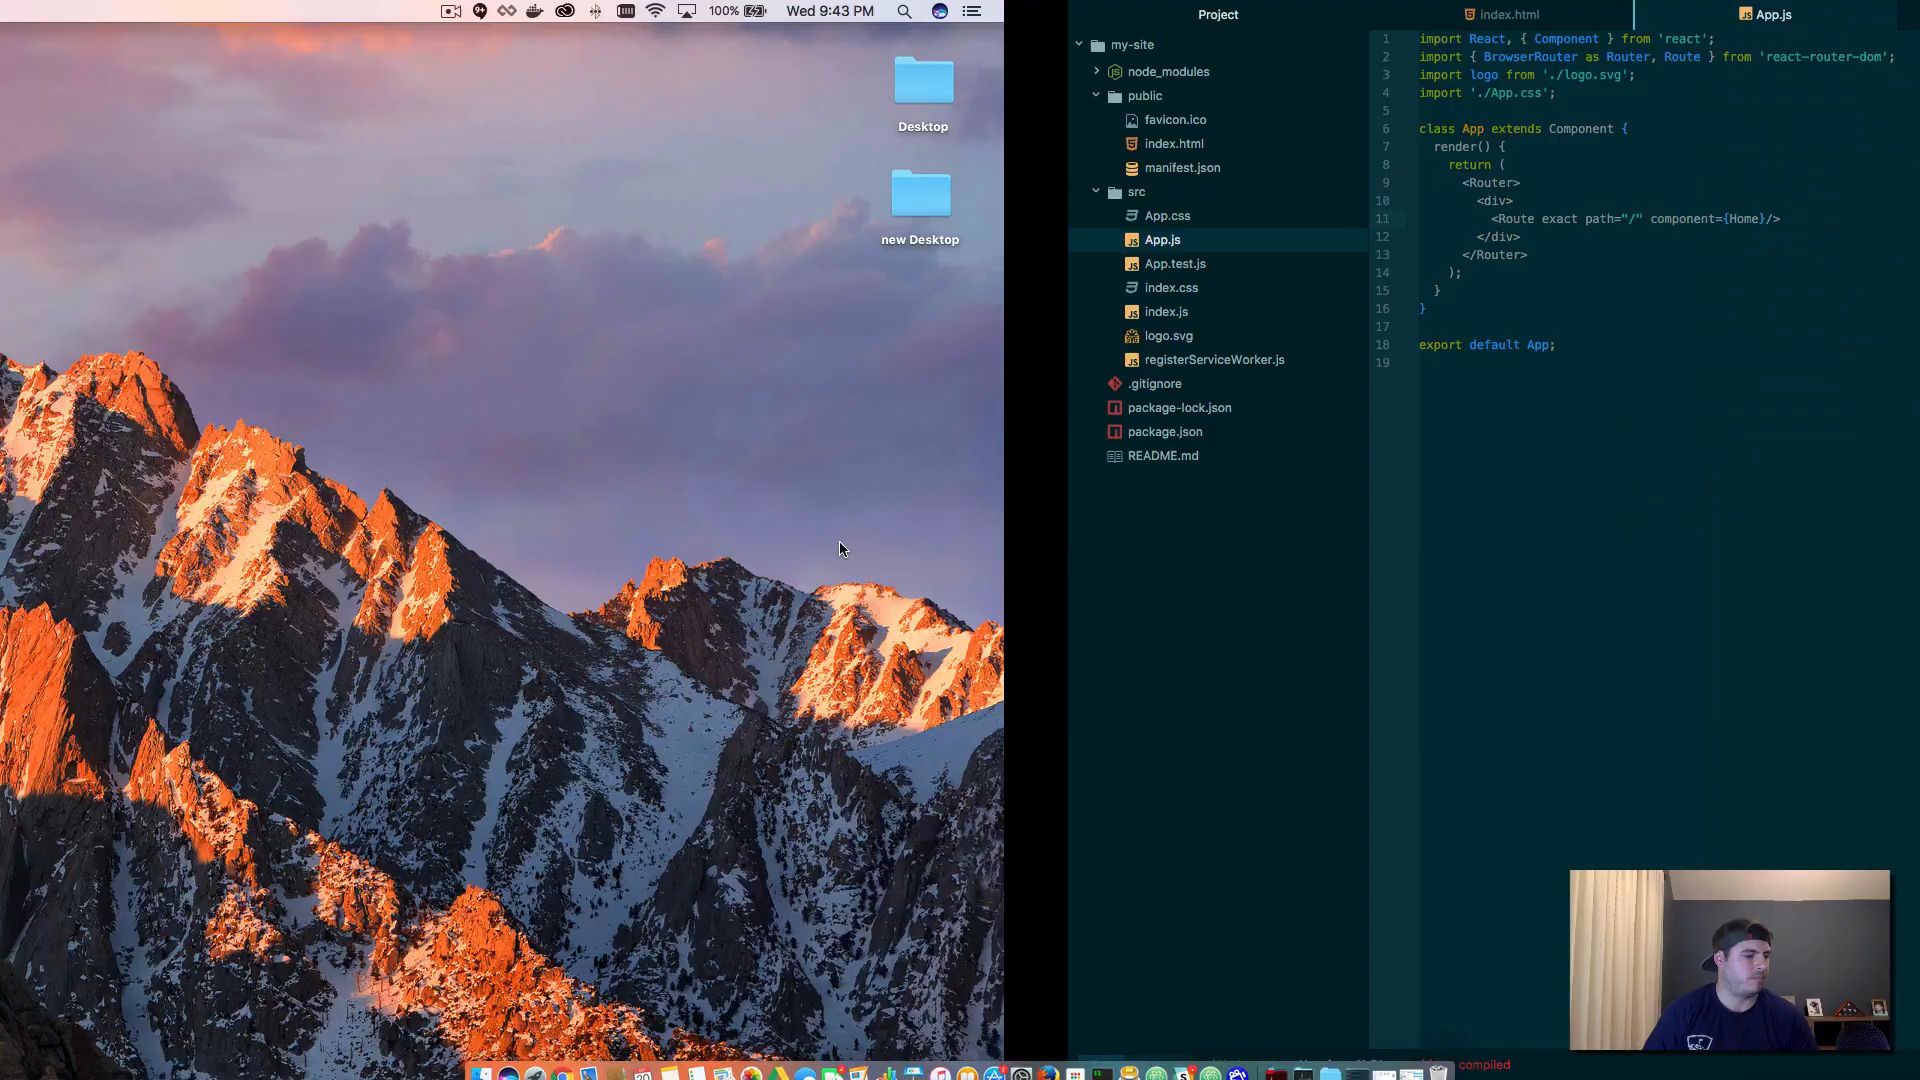 100%
Wed 9:43 PM
Desktop
new Desktop
Project
my-site
node_modules
public
favicon.ico
index.html
manifest.json
src
App.css
App.js
App.test.js
index.css
index.js
logo.svg
registerServiceWorker.js
.gitignore
package-lock.json
package.json
README.md
index.html
App.js
1 import React, { Component } from 'react';
2 import { BrowserRouter as Router, Route } from 'react-router-dom';
3 import logo from './logo.svg';
4 import './App.css';
5
6 class App extends Component {
7 render() {
8 return (
9 <Router>
10 <div>
11 <Route exact path="/" component={Home}/>
12 </div>
13 </Router>
14 );
15 }
16 }
17
18 export default App;
19
compiled